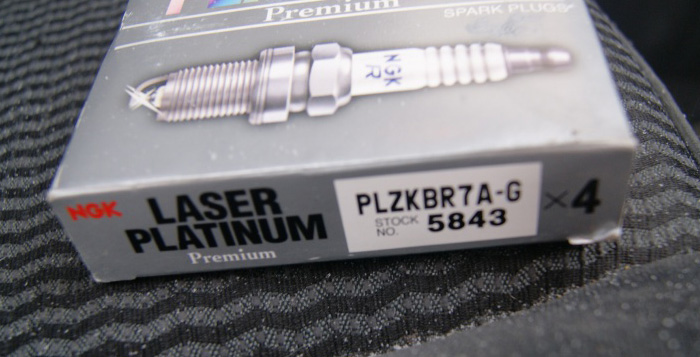 Premium
SPARK PLUGS
NGK
R
NGK LASER PLATINUM
Premium
PLZKBR7A-G
STOCK NO. 5843
×4